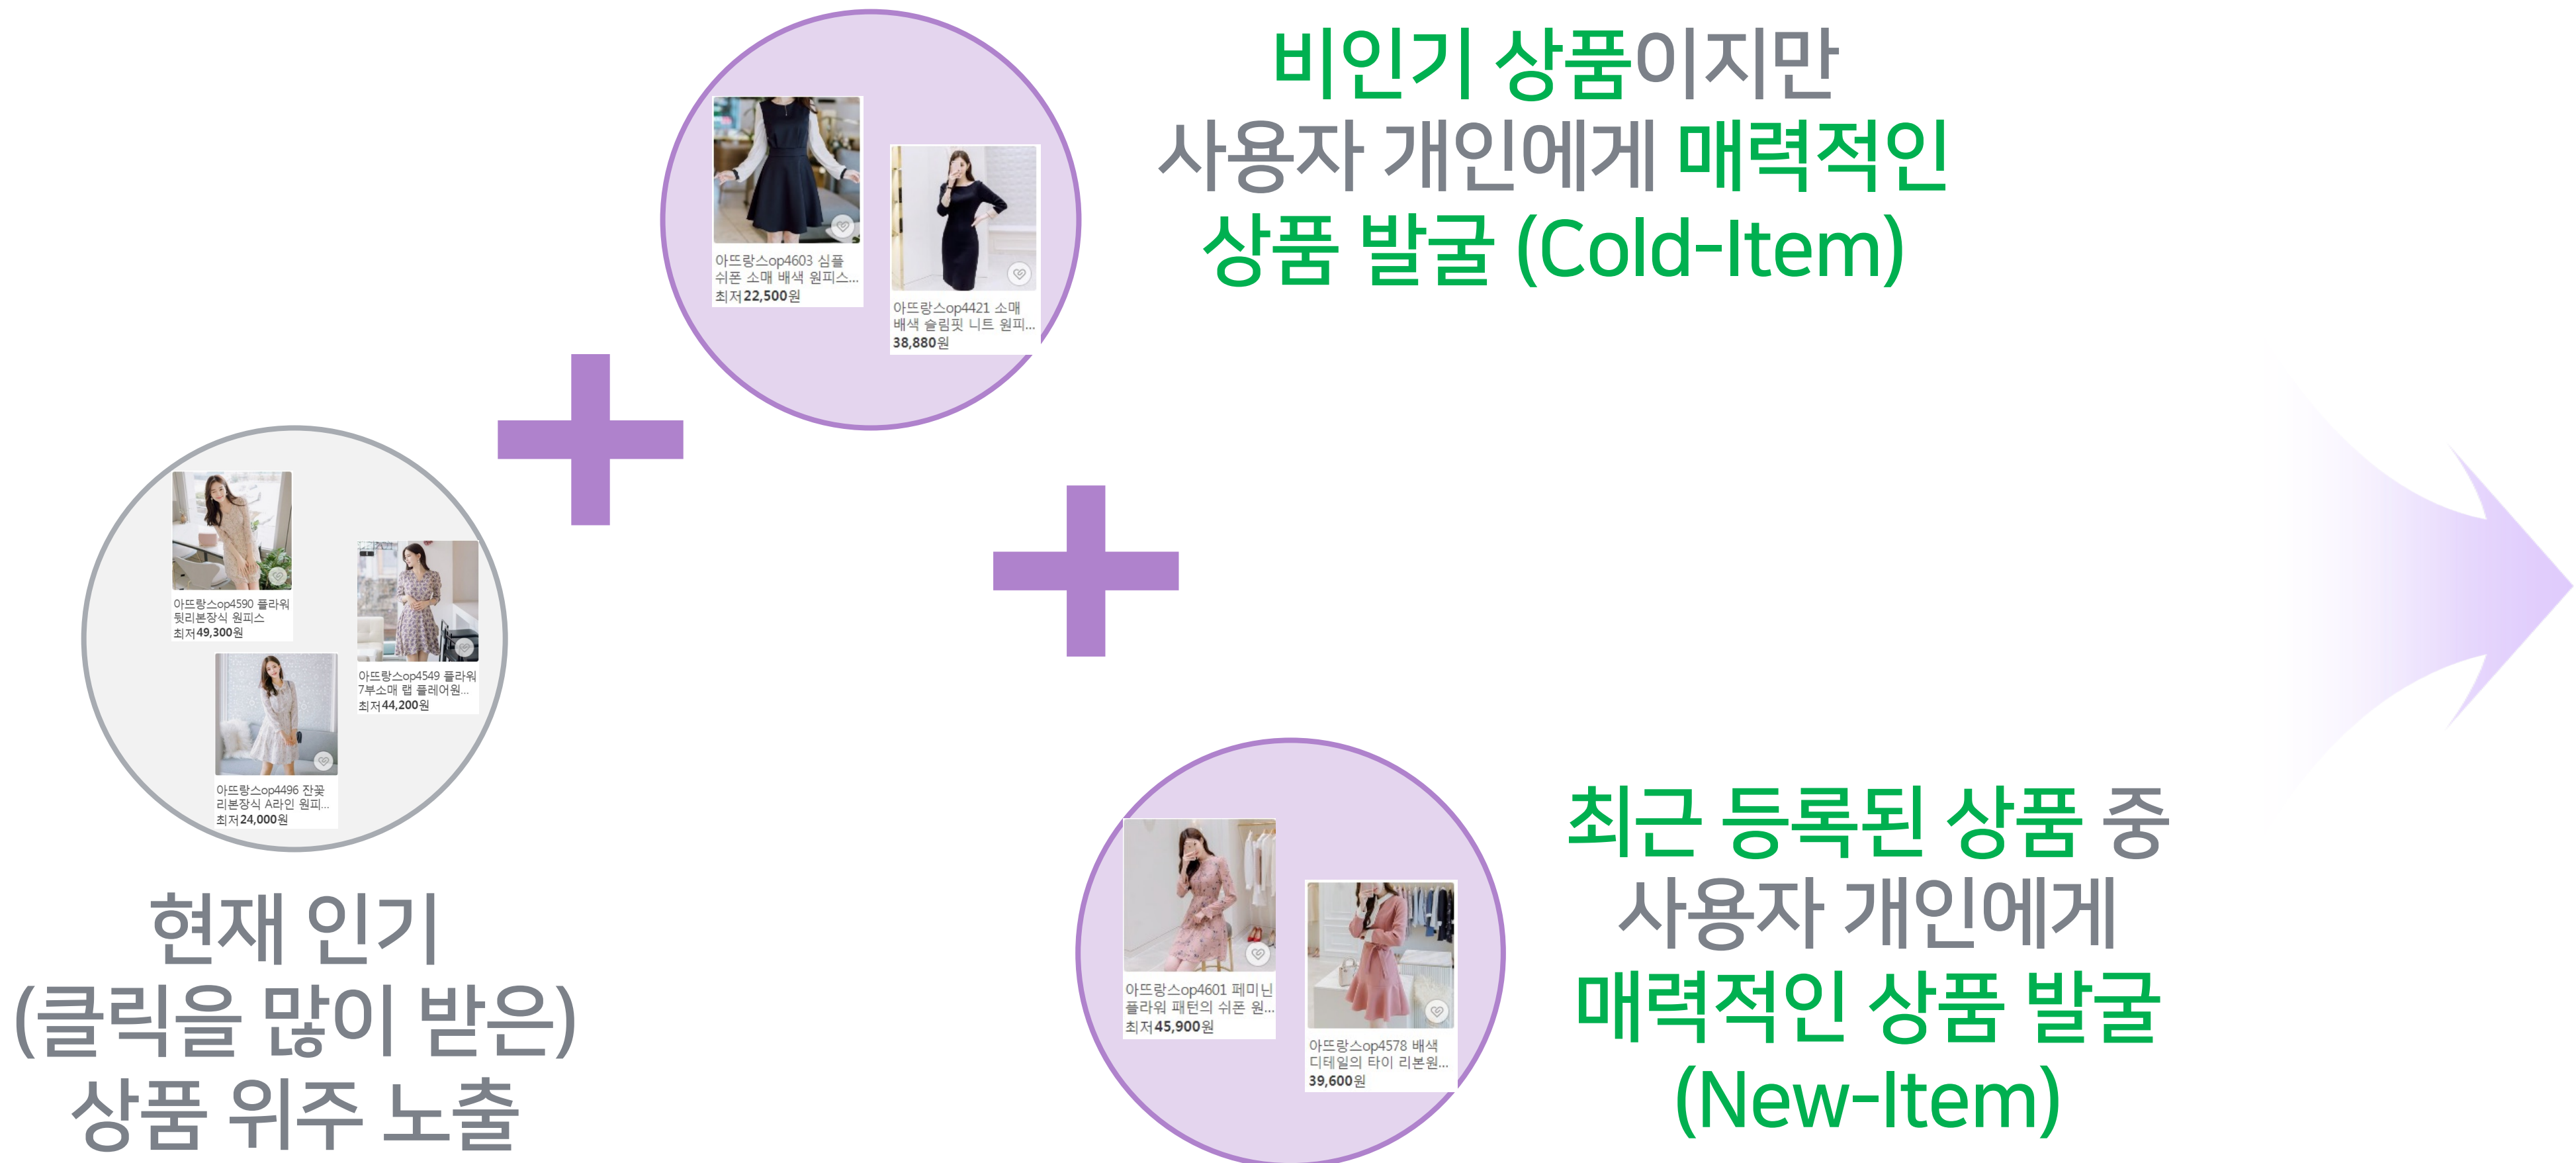 비인기 상품이지만
사용자 개인에게 매력적인
상품 발굴 (Cold-Item)
아뜨랑스op4603 심플
쉬폰 소매 배색 원피스...
최저22,500원
아뜨랑스op4421 소매
배색 슬림핏 니트 원피...
38,880원
아뜨랑스op4590 플라워
뒷리본장식 원피스
최저49,300원
아뜨랑스op4549 플라워
7부소매 랩 플레어원...
최저44,200원
아뜨랑스op4496 잔꽃
리본장식 A라인 원피...
최저24,000원
현재 인기
(클릭을 많이 받은)
상품 위주 노출
아뜨랑스op4601 페미닌
플라워 패턴의 쉬폰 원...
최저45,900원
아뜨랑스op4578 배색
디테일의 타이 리본원...
39,600원
최근 등록된 상품 중
사용자 개인에게
매력적인 상품 발굴
(New-Item)